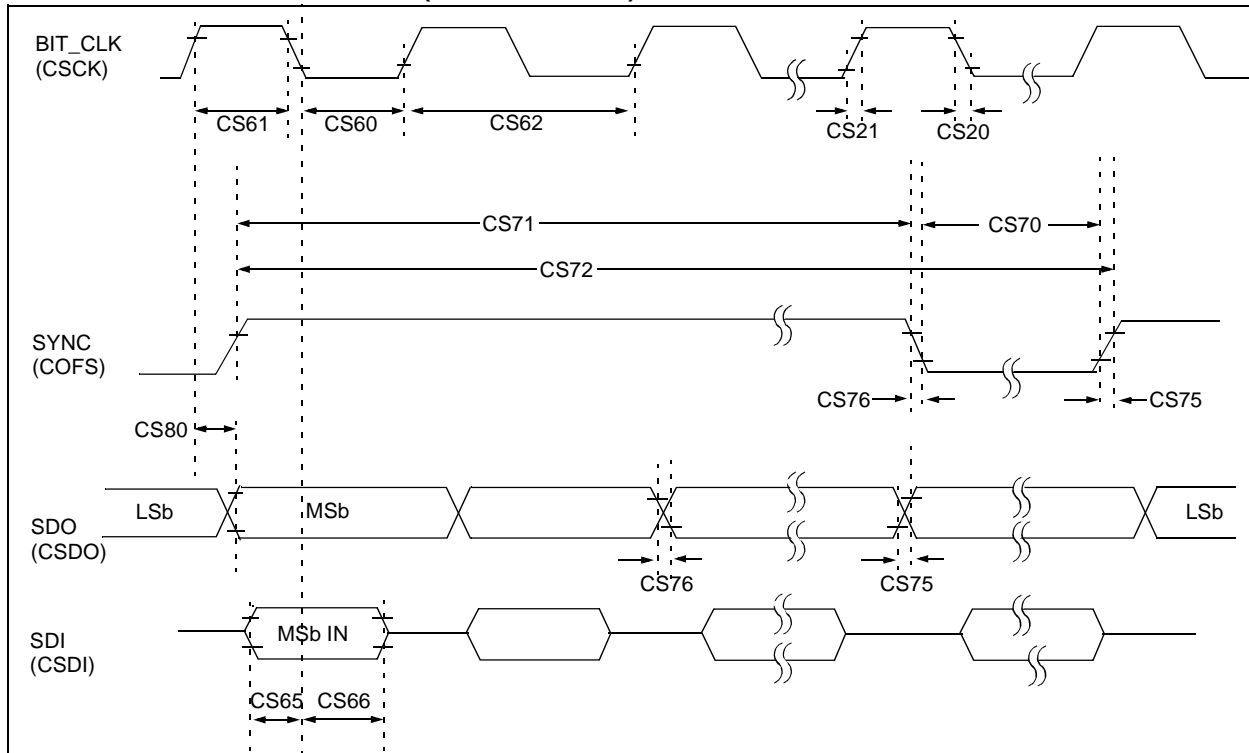 BIT_CLK
(CSCK)
CS61
CS60
CS62
CS21
CS20
CS71
CS70
CS72
SYNC
(COFS)
CS76
CS75
CS80
LSb
MSb
LSb
SDO
(CSDO)
CS76
CS75
MSb IN
SDI
(CSDI)
CS65
CS66